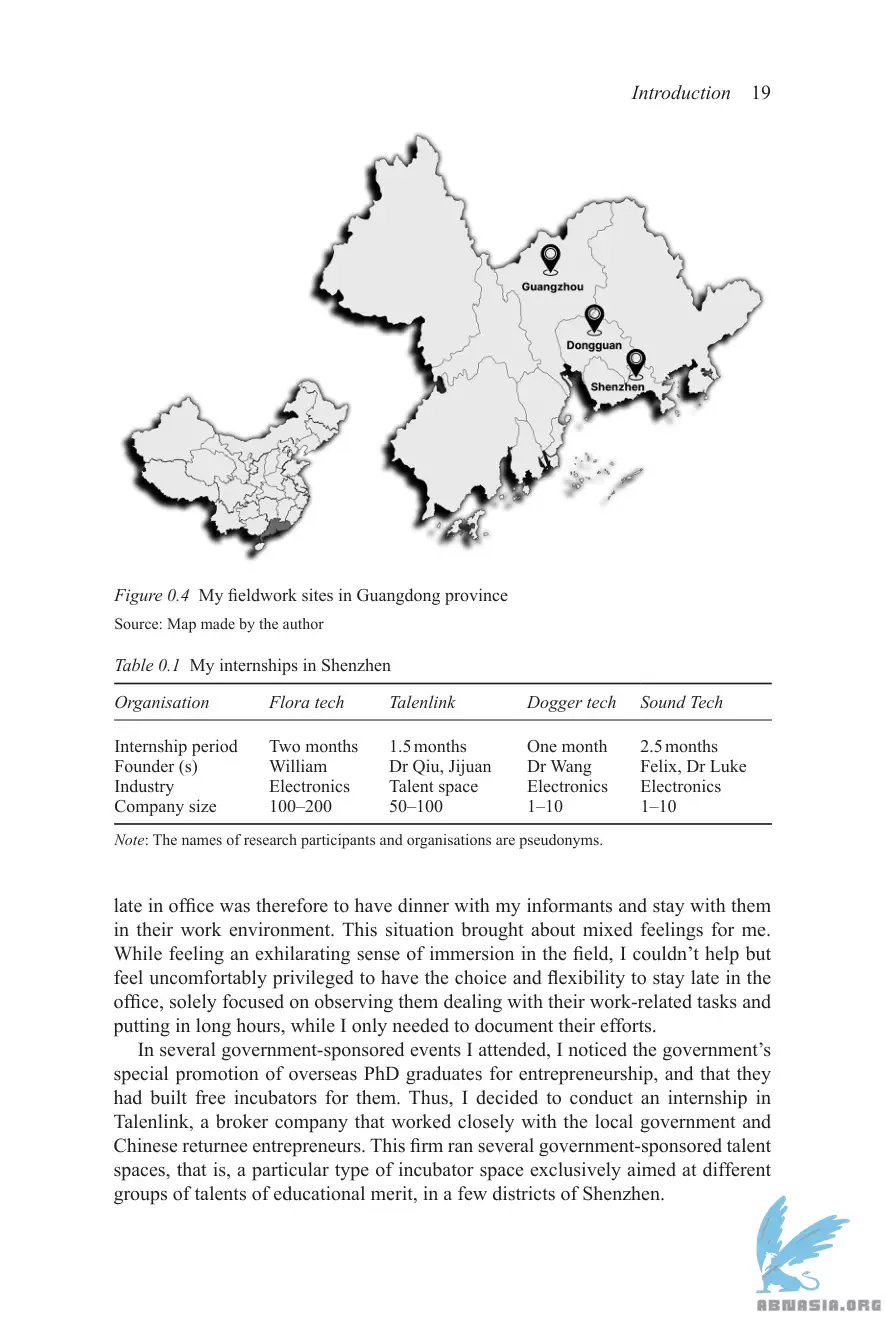 Introduction 19
Guangzhou
Dongguan
Shenzhen
Figure 0.4 My fieldwork sites in Guangdong province
Source: Map made by the author
Table 0.1 My internships in Shenzhen
Organisation Flora tech Talenlink Dogger tech Sound Tech
Internship period Two months 1.5 months One month 2.5 months
Founder (s) William Dr Qiu, Jijuan Dr Wang Felix, Dr Luke
Industry Electronics Talent space Electronics Electronics
Company size 100–200 50–100 1–10 1–10
Note: The names of research participants and organisations are pseudonyms.
late in office was therefore to have dinner with my informants and stay with them
in their work environment. This situation brought about mixed feelings for me.
While feeling an exhilarating sense of immersion in the field, I couldn’t help but
feel uncomfortably privileged to have the choice and flexibility to stay late in the
office, solely focused on observing them dealing with their work-related tasks and
putting in long hours, while I only needed to document their efforts.
In several government-sponsored events I attended, I noticed the government’s
special promotion of overseas PhD graduates for entrepreneurship, and that they
had built free incubators for them. Thus, I decided to conduct an internship in
Talenlink, a broker company that worked closely with the local government and
Chinese returnee entrepreneurs. This firm ran several government-sponsored talent
spaces, that is, a particular type of incubator space exclusively aimed at different
groups of talents of educational merit, in a few districts of Shenzhen.
ABNASIA.ORG